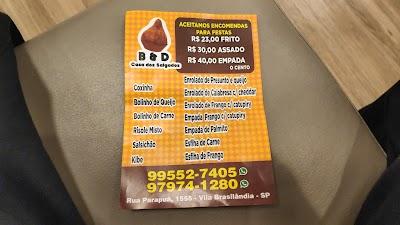 ACEITAMOS ENCOMENDAS
PARA FESTAS
R$ 23,00 FRITO
R$ 30,00 ASSADO
R$ 40,00 EMPADA
O CENTO
B & D
Casa dos Salgados
Coxinha
Bolinho de Queijo
Bolinho de Carne
Risole Misto
Salsichão
Kibe
Enrolado de Presunto e queijo
Enrolado de Calabresa c/ cheddar
Enrolado de Frango c/ catupiry
Empada Frango c/ catupiry
Empada de Palmito
Esfiha de Carne
Esfiha de Frango
99552-7405
97974-1280
Rua Parapuã, 1555 - Vila Brasilândia - SP